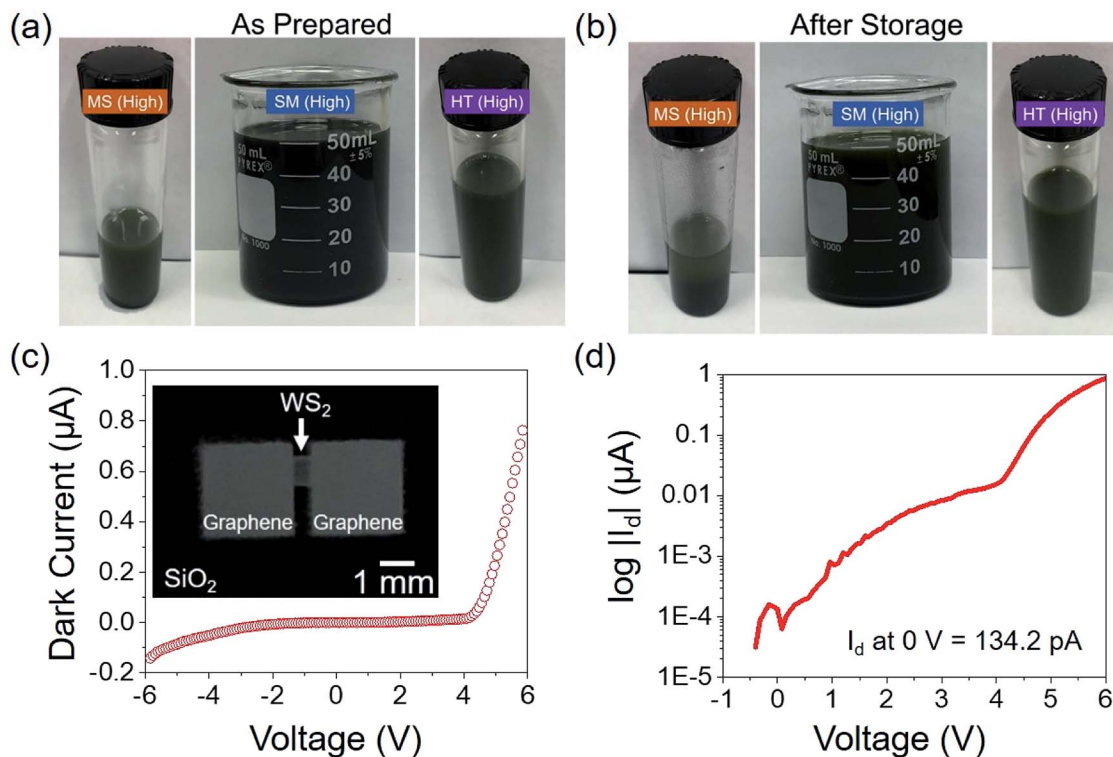 (a)
As Prepared
MS (High)
SM (High)
HT (High)
50 mL
PYREX®
No. 1000
50mL
± 5%
40
30
20
10
(b)
After Storage
MS (High)
SM (High)
HT (High)
50 mL
PYREX®
No. 1000
50mL
± 5%
40
30
20
10
(c)
Dark Current (µA)
1.0
0.8
0.6
0.4
0.2
0.0
-0.2
WS2
Graphene
Graphene
SiO2
1 mm
-6
-4
-2
0
2
4
6
Voltage (V)
(d)
log |Id| (µA)
1
0.1
0.01
1E-3
1E-4
1E-5
Id at 0 V = 134.2 pA
-1
0
1
2
3
4
5
6
Voltage (V)